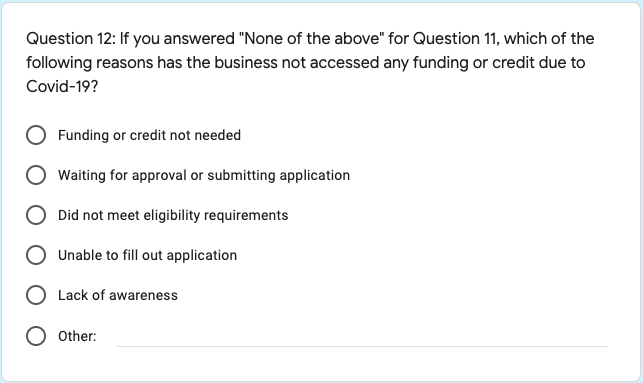 Question 12: If you answered "None of the above" for Question 11, which of the
following reasons has the business not accessed any funding or credit due to
Covid-19?
Funding or credit not needed
Waiting for approval or submitting application
Did not meet eligibility requirements
Unable to fill out application
Lack of awareness
Other: